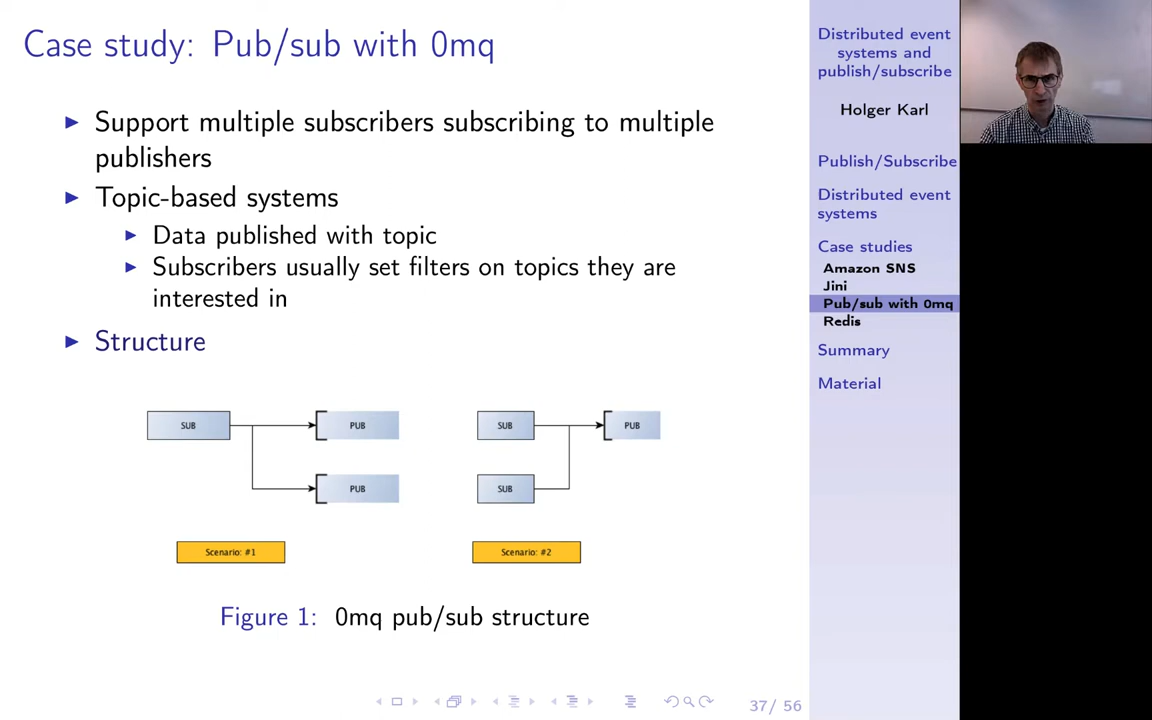 Case study: Pub/sub with 0mq
Support multiple subscribers subscribing to multiple
publishers
Topic-based systems
Data published with topic
Subscribers usually set filters on topics they are
interested in
Structure
SUB
PUB
PUB
Scenario: #1
SUB
SUB
PUB
Scenario: #2
Figure 1: 0mq pub/sub structure
37/ 56
Distributed event
systems and
publish/subscribe
Holger Karl
Publish/Subscribe
Distributed event
systems
Case studies
Amazon SNS
Jini
Pub/sub with 0mq
Redis
Summary
Material